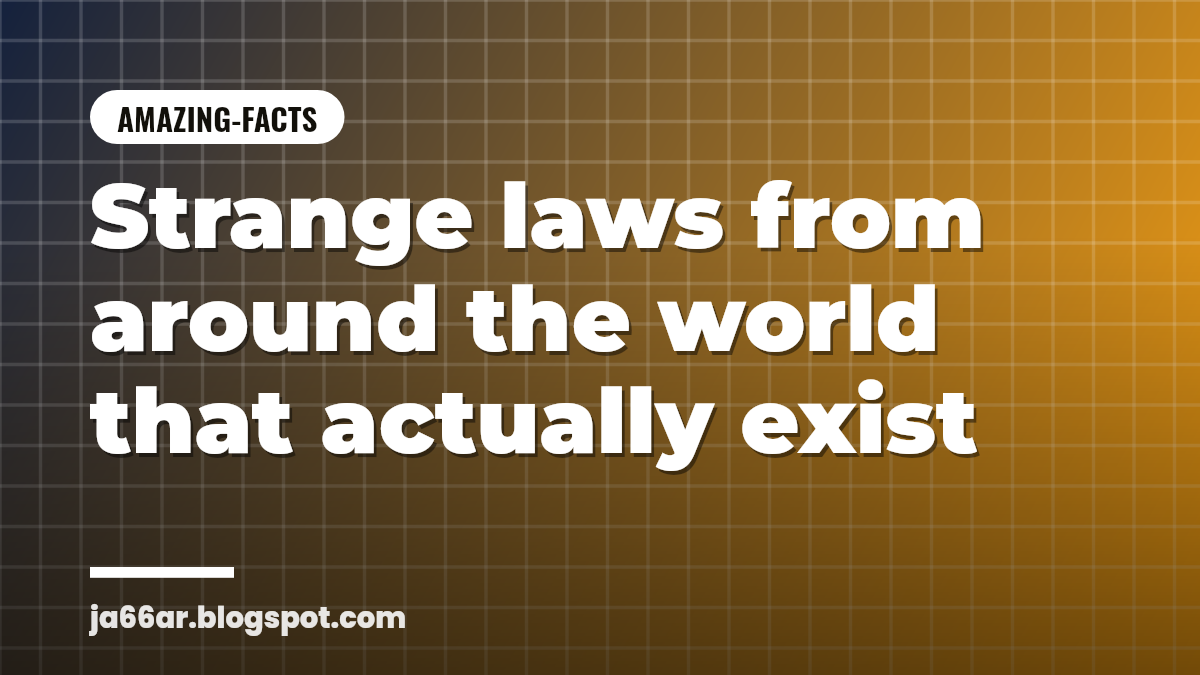 AMAZING-FACTS
Strange laws from
around the world
that actually exist
ja66ar.blogspot.com